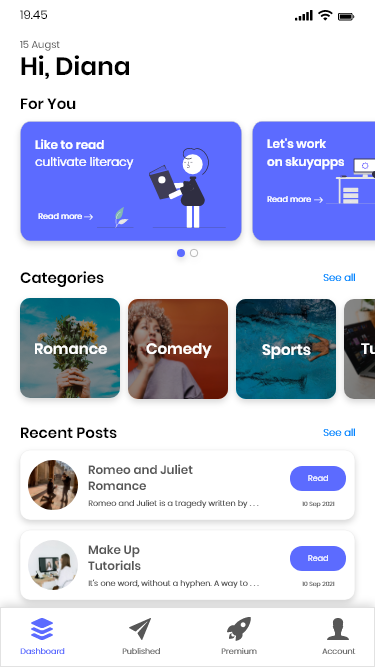 19.45
15 Augst
Hi, Diana
For You
Like to read
cultivate literacy
Read more
Let's work
on skuyapps
Read more
Categories
See all
Romance
Comedy
Sports
Tu
Recent Posts
See all
Romeo and Juliet
Romance
Romeo and Juliet is a tragedy written by . . .
Read
10 Sep 2021
Make Up
Tutorials
It's one word, without a hyphen. A way to . . .
Read
10 Sep 2021
Dashboard
Published
Premium
Account